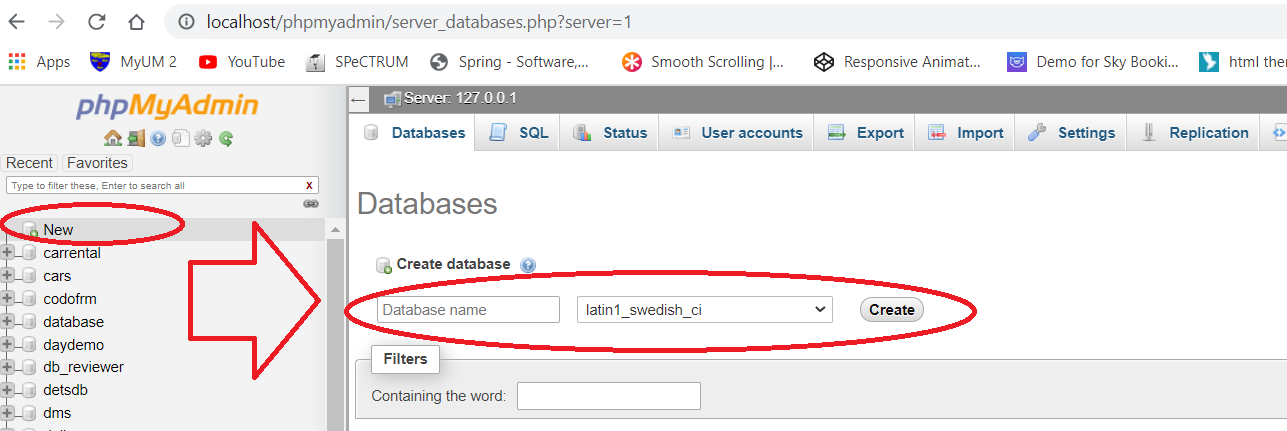 localhost/phpmyadmin/server_databases.php?server=1
Apps MyUM 2 YouTube SPeCTRUM Spring - Software,... Smooth Scrolling |... Responsive Animat... Demo for Sky Booki... html then
phpMyAdmin
Recent Favorites
Type to filter these, Enter to search all X
New
carrental
cars
codofrm
database
daydemo
db_reviewer
detsdb
dms
Server: 127.0.0.1
Databases SQL Status User accounts Export Import Settings Replication
Databases
Create database
Database name latin1_swedish_ci Create
Filters
Containing the word: